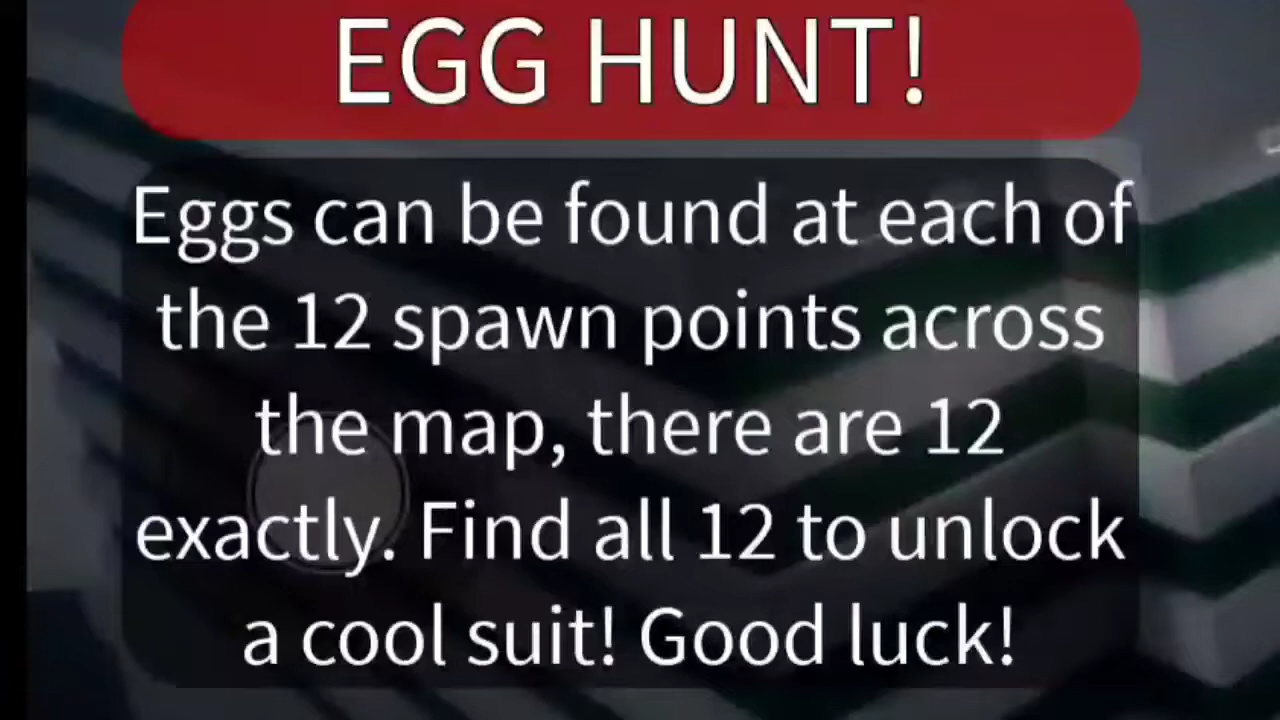 EGG HUNT!
Eggs can be found at each of
the 12 spawn points across
the map, there are 12
exactly. Find all 12 to unlock
a cool suit! Good luck!